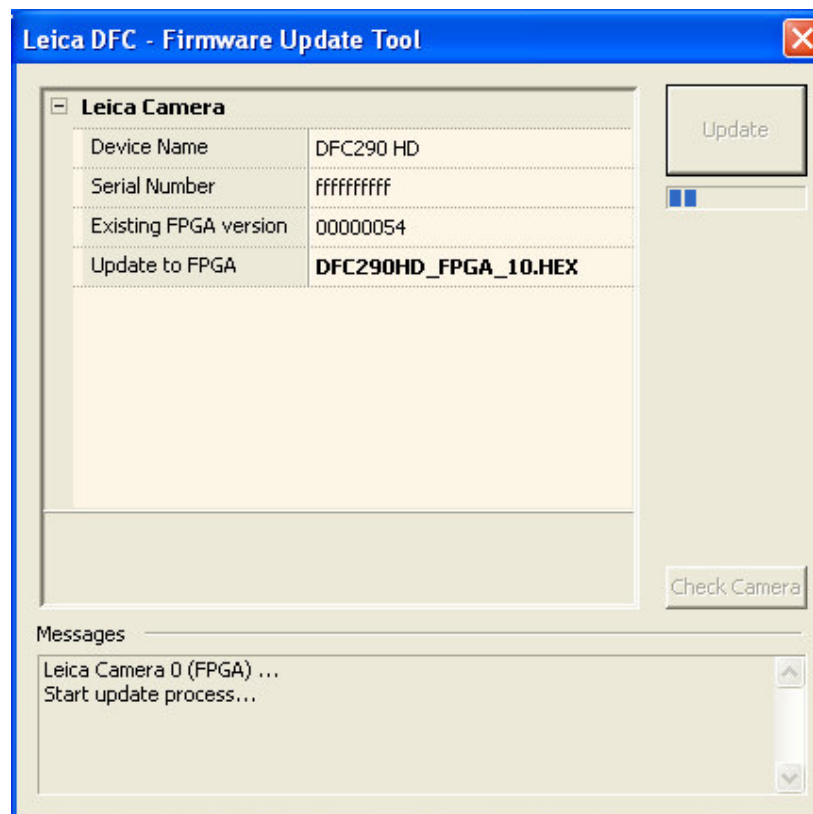 Leica DFC - Firmware Update Tool
Leica Camera
Update
Device Name DFC290 HD
Serial Number ffffffffff
Existing FPGA version 00000054
Update to FPGA DFC290HD_FPGA_10.HEX
Check Camera
Messages
Leica Camera 0 (FPGA) ...
Start update process...